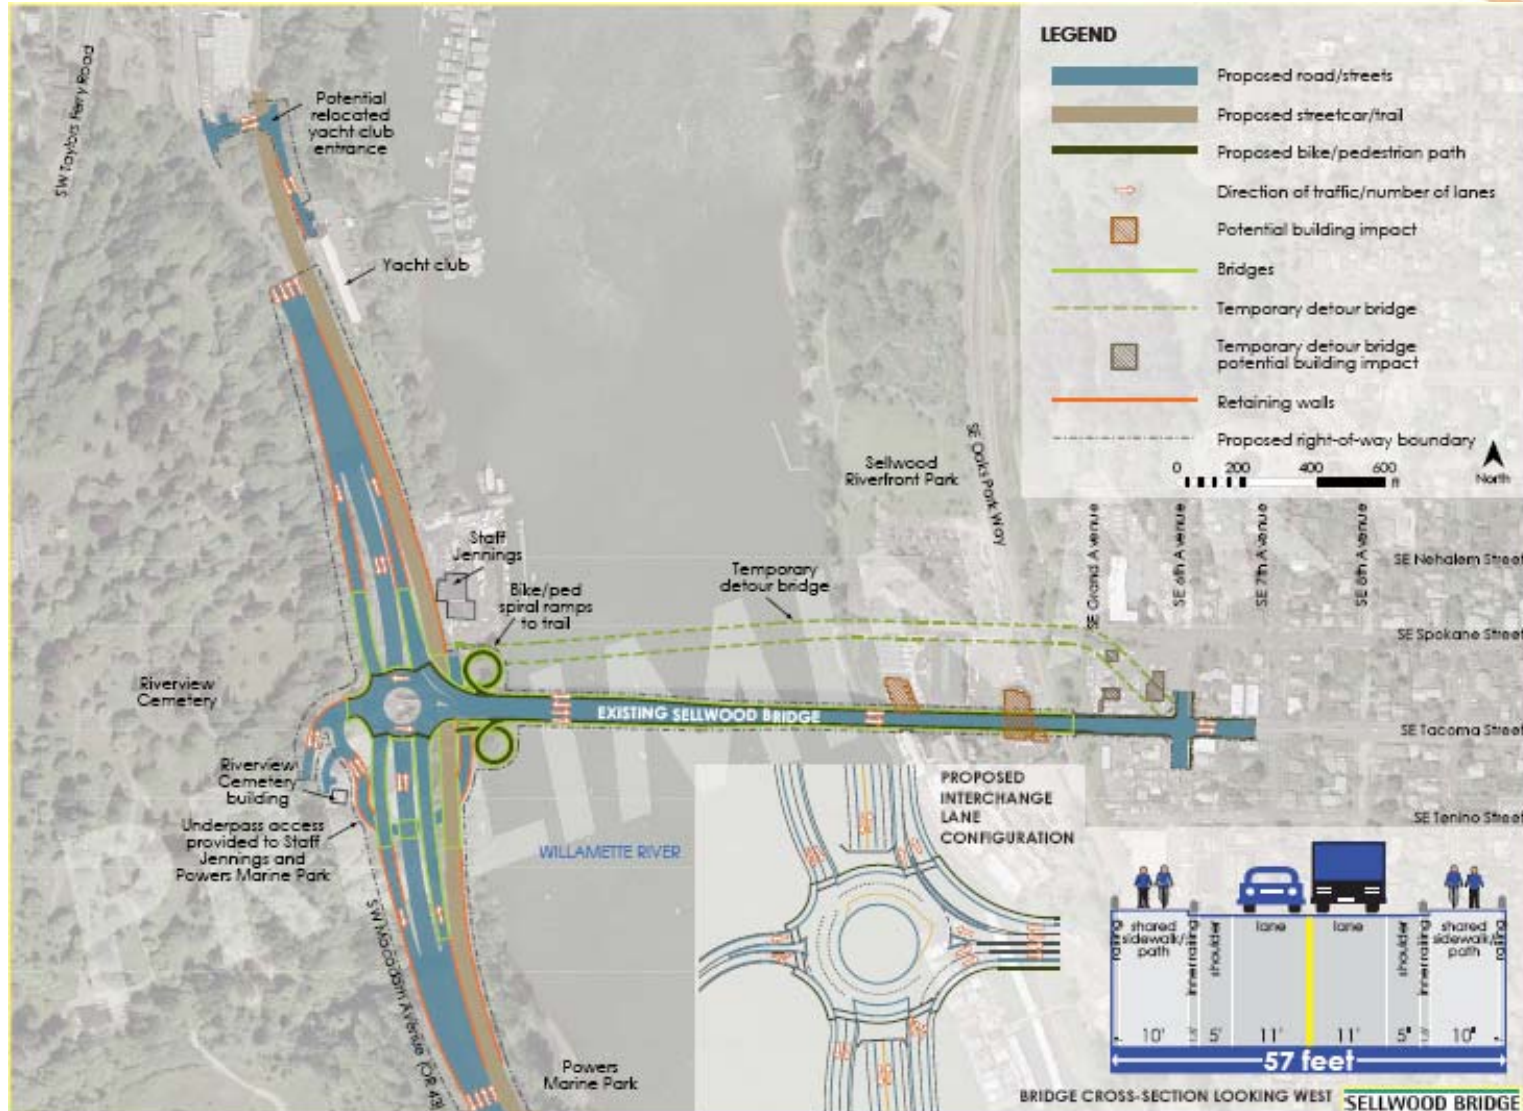 LEGEND
Proposed road/streets
Proposed streetcar/trail
Proposed bike/pedestrian path
Direction of traffic/number of lanes
Potential building impact
Bridges
Temporary detour bridge
Temporary detour bridge
potential building impact
Retaining walls
Proposed right-of-way boundary
0 200 400 600
ft
North
SW Taylors Ferry Road
Potential
relocated
yacht club
entrance
Yacht club
Sellwood
Riverfront Park
SE Oaks Park Way
SE Grand Avenue
SE 6th Avenue
SE 7th Avenue
SE 8th Avenue
SE Nehalem Street
SE Spokane Street
SE Tacoma Street
SE Tenino Street
Staff
Jennings
Bike/ped
spiral ramps
to trail
Temporary
detour bridge
Riverview
Cemetery
EXISTING SELLWOOD BRIDGE
Riverview
Cemetery
building
Underpass access
provided to Staff
Jennings and
Powers Marine Park
WILLAMETTE RIVER
SW Macadam Avenue (OR 43)
Powers
Marine Park
PROPOSED
INTERCHANGE
LANE
CONFIGURATION
railing
shared
sidewalk/
path
inner railing
shoulder
lane
lane
shoulder
inner railing
shared
sidewalk/
path
railing
10' 5' 11' 11' 5' 10'
57 feet
BRIDGE CROSS-SECTION LOOKING WEST
SELLWOOD BRIDGE